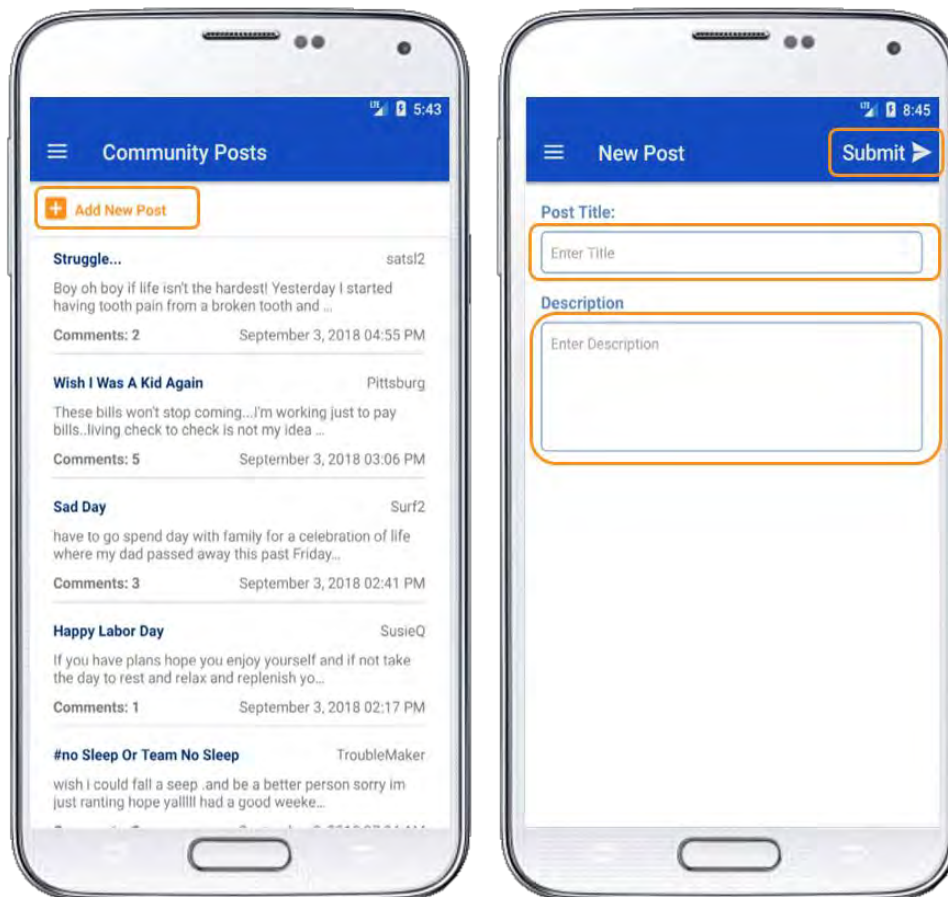 LTE 5:43
Community Posts
Add New Post
Struggle... satsl2
Boy oh boy if life isn't the hardest! Yesterday I started
having tooth pain from a broken tooth and ...
Comments: 2 September 3, 2018 04:55 PM
Wish I Was A Kid Again Pittsburg
These bills won't stop coming...I'm working just to pay
bills..living check to check is not my idea ...
Comments: 5 September 3, 2018 03:06 PM
Sad Day Surf2
have to go spend day with family for a celebration of life
where my dad passed away this past Friday...
Comments: 3 September 3, 2018 02:41 PM
Happy Labor Day SusieQ
If you have plans hope you enjoy yourself and if not take
the day to rest and relax and replenish yo...
Comments: 1 September 3, 2018 02:17 PM
#no Sleep Or Team No Sleep TroubleMaker
wish i could fall a seep .and be a better person sorry im
just ranting hope yalllll had a good weeke...
LTE 8:45
New Post Submit
Post Title:
Enter Title
Description
Enter Description